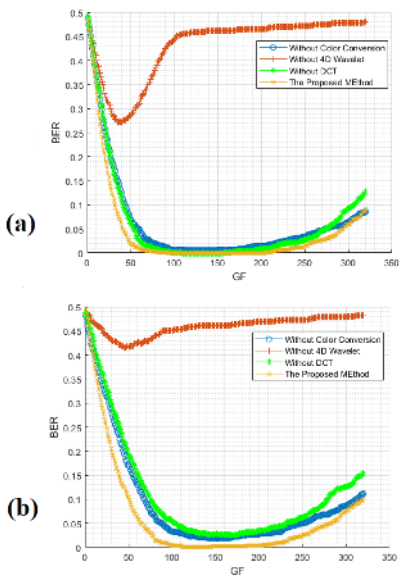 0.5
0.45
0.4
0.35
0.3
0.25
0.2
0.15
0.1
0.05
0
BER
Without Color Conversion
Without 4D Wavelet
Without DCT
The Proposed MEthod
(a)
0 50 100 150 200 250 300 350
GF
0.5
0.45
0.4
0.35
0.3
0.25
0.2
0.15
0.1
0.05
0
BER
Without Color Conversion
Without 4D Wavelet
Without DCT
The Proposed MEthod
(b)
0 50 100 150 200 250 300 350
GF